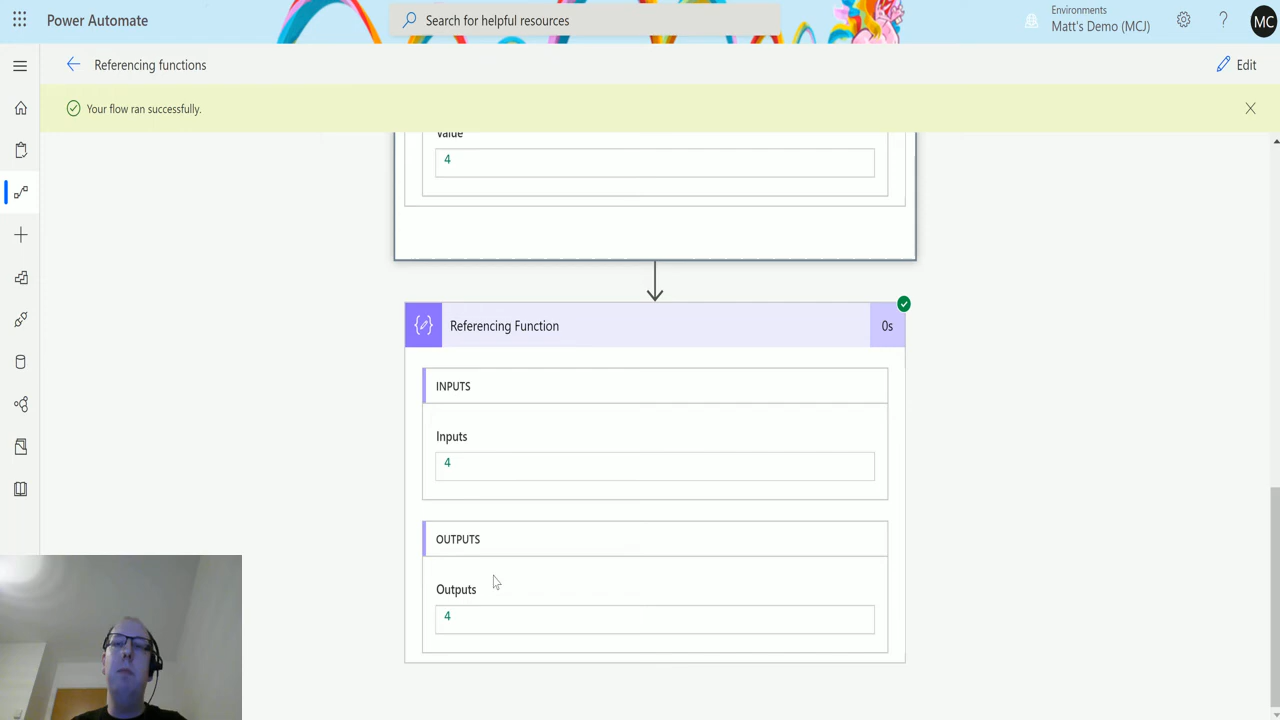 Power Automate
Search for helpful resources
Environments
Matt's Demo (MCJ)
?
MC
Referencing functions
Edit
Your flow ran successfully.
Value
4
Referencing Function
0s
INPUTS
Inputs
4
OUTPUTS
Outputs
4